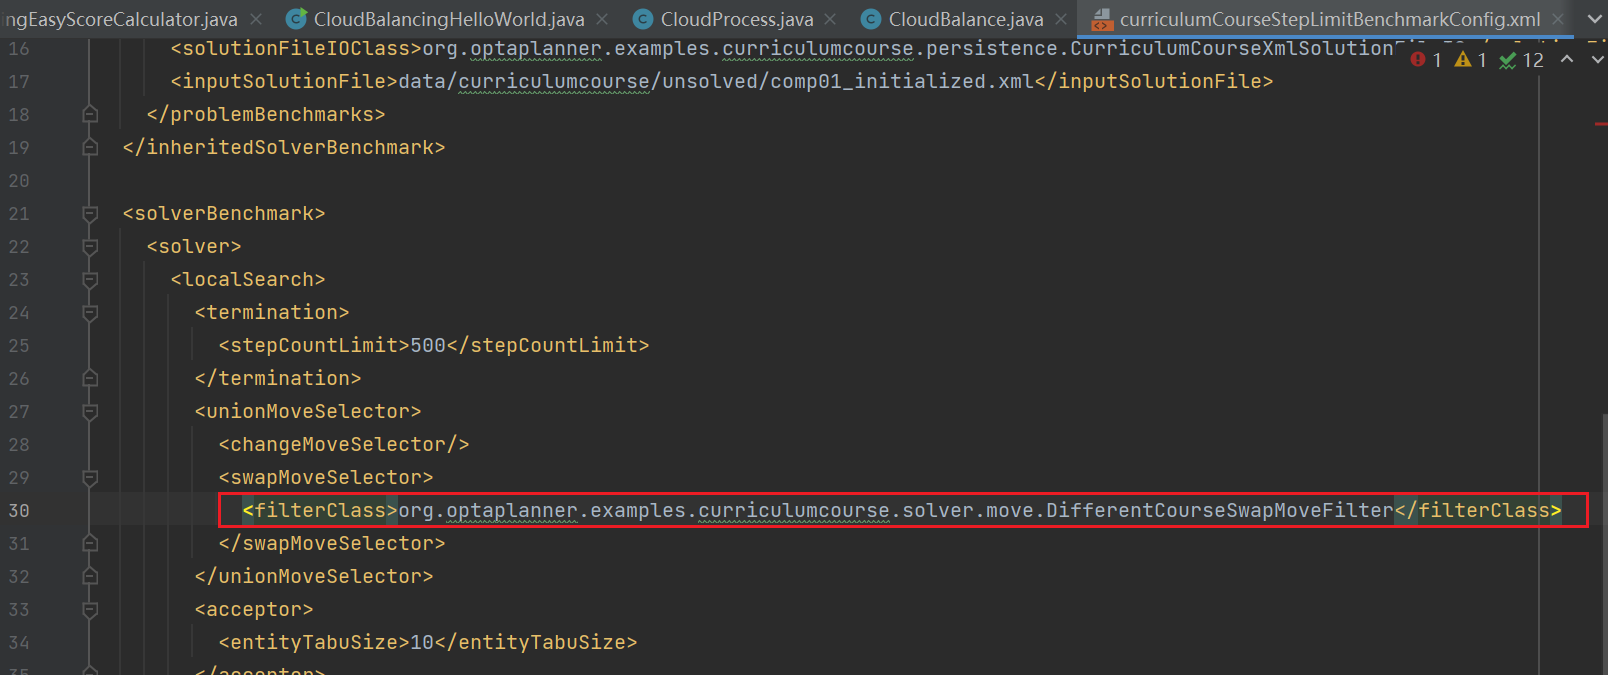 ingEasyScoreCalculator.java CloudBalancingHelloWorld.java CloudProcess.java CloudBalance.java curriculumCourseStepLimitBenchmarkConfig.xml
16 <solutionFileIOClass>org.optaplanner.examples.curriculumcourse.persistence.CurriculumCourseXmlSolution
1 1 12
17 <inputSolutionFile>data/curriculumcourse/unsolved/comp01_initialized.xml</inputSolutionFile>
18 </problemBenchmarks>
19 </inheritedSolverBenchmark>
20
21 <solverBenchmark>
22 <solver>
23 <localSearch>
24 <termination>
25 <stepCountLimit>500</stepCountLimit>
26 </termination>
27 <unionMoveSelector>
28 <changeMoveSelector/>
29 <swapMoveSelector>
30 <filterClass>org.optaplanner.examples.curriculumcourse.solver.move.DifferentCourseSwapMoveFilter</filterClass>
31 </swapMoveSelector>
32 </unionMoveSelector>
33 <acceptor>
34 <entityTabuSize>10</entityTabuSize>
35 </acceptor>